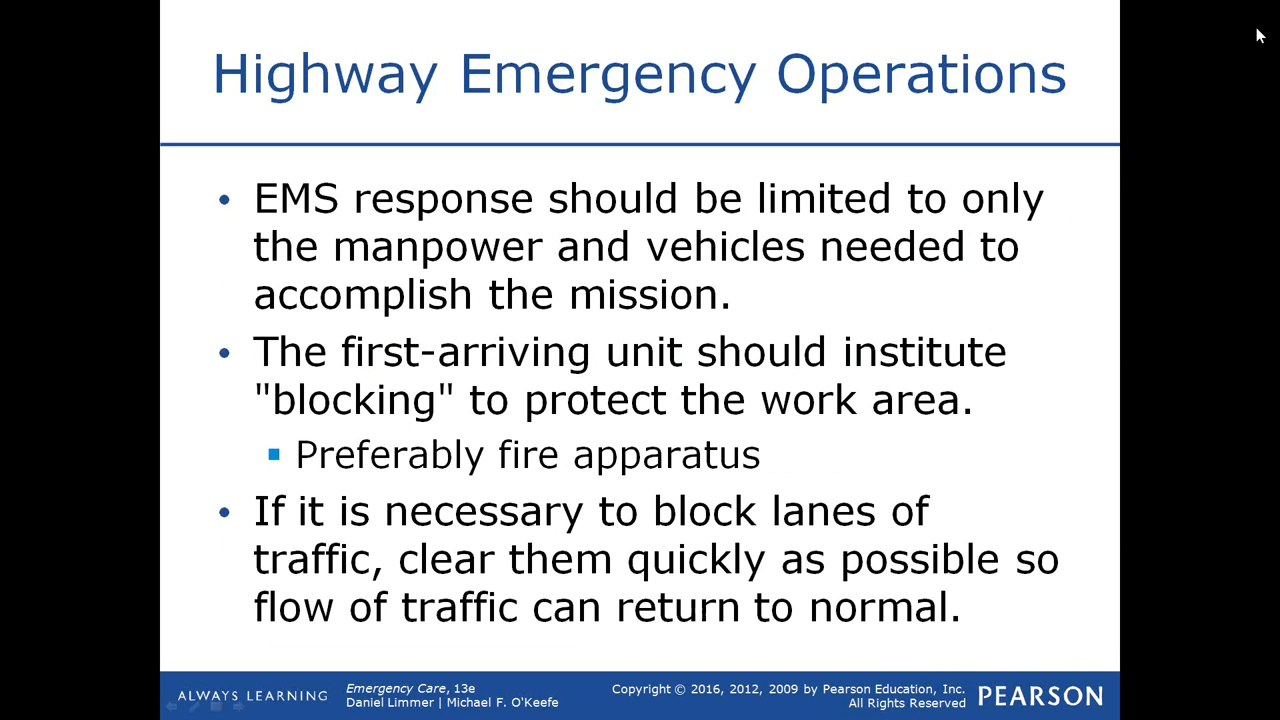 Highway Emergency Operations
• EMS response should be limited to only
the manpower and vehicles needed to
accomplish the mission.
• The first-arriving unit should institute
"blocking" to protect the work area.
▪ Preferably fire apparatus
• If it is necessary to block lanes of
traffic, clear them quickly as possible so
flow of traffic can return to normal.
ALWAYS LEARNING
Emergency Care, 13e
Daniel Limmer | Michael F. O'Keefe
Copyright © 2016, 2012, 2009 by Pearson Education, Inc.
All Rights Reserved
PEARSON